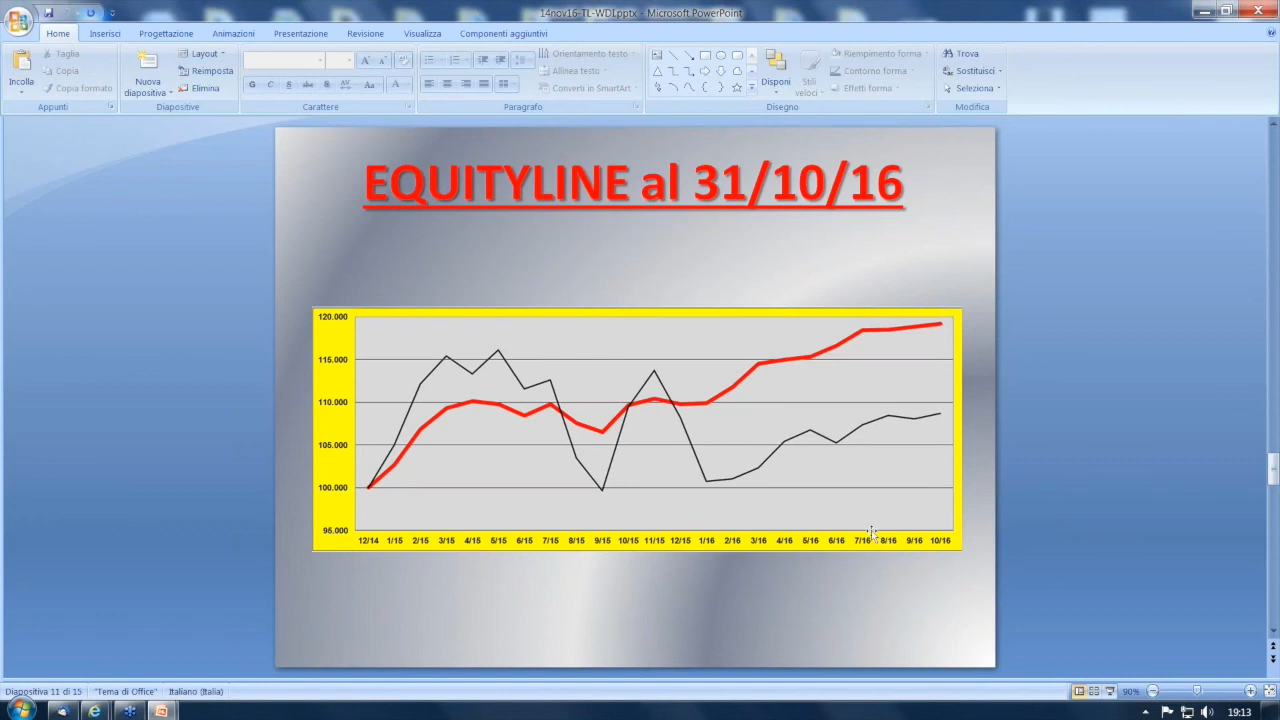 14nov16-TL-WDI.pptx - Microsoft PowerPoint
Home Inserisci Progettazione Animazioni Presentazione Revisione Visualizza Componenti aggiuntivi
Incolla
Taglia
Copia
Copia formato
Appunti
Nuova
diapositiva
Layout
Reimposta
Elimina
Diapositive
G C S abc S AV Aa A
Carattere
Orientamento testo
Allinea testo
Converti in SmartArt
Paragrafo
Disponi
Stili
veloci
Riempimento forma
Contorno forma
Effetti forma
Disegno
Trova
Sostituisci
Seleziona
Modifica
EQUITYLINE al 31/10/16
120.000
115.000
110.000
105.000
100.000
95.000
12/14 1/15 2/15 3/15 4/15 5/15 6/15 7/15 8/15 9/15 10/15 11/15 12/15 1/16 2/16 3/16 4/16 5/16 6/16 7/16 8/16 9/16 10/16
Diapositiva 11 di 15 "Tema di Office" Italiano (Italia) 90%
19:13